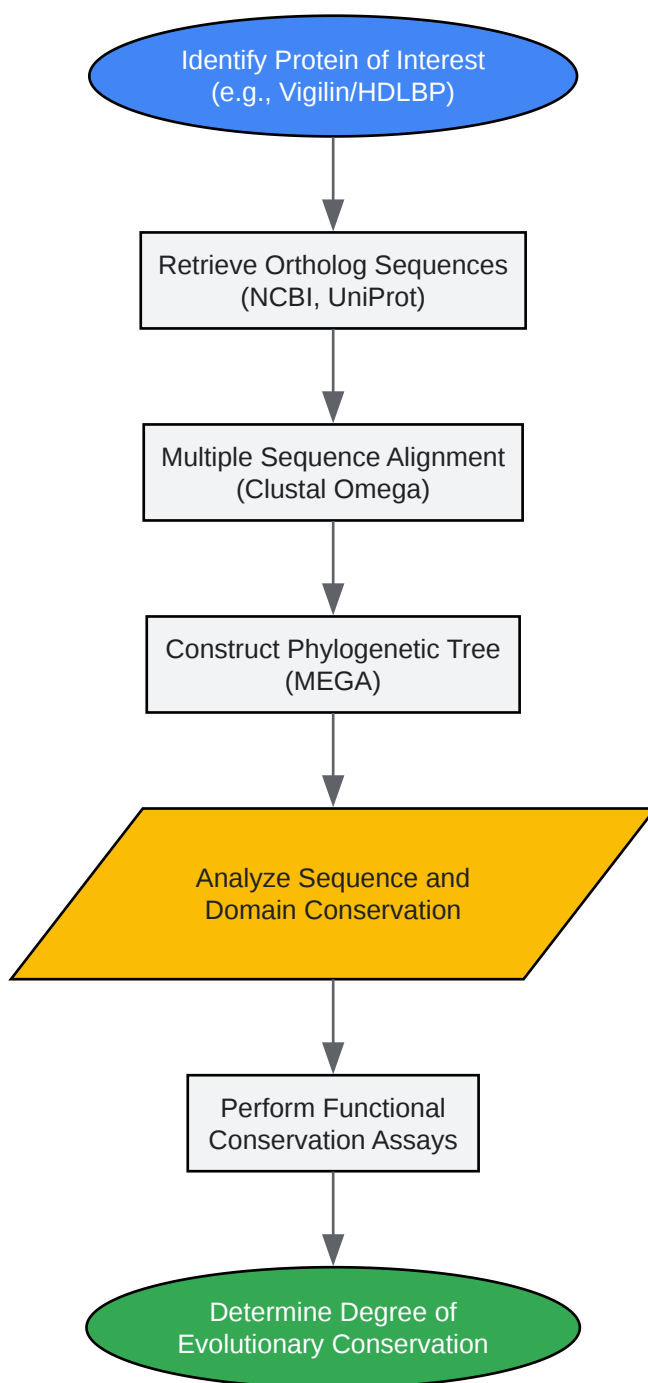 Identify Protein of Interest
(e.g., Vigilin/HDLBP)
Retrieve Ortholog Sequences
(NCBI, UniProt)
Multiple Sequence Alignment
(Clustal Omega)
Construct Phylogenetic Tree
(MEGA)
Analyze Sequence and
Domain Conservation
Perform Functional
Conservation Assays
Determine Degree of
Evolutionary Conservation